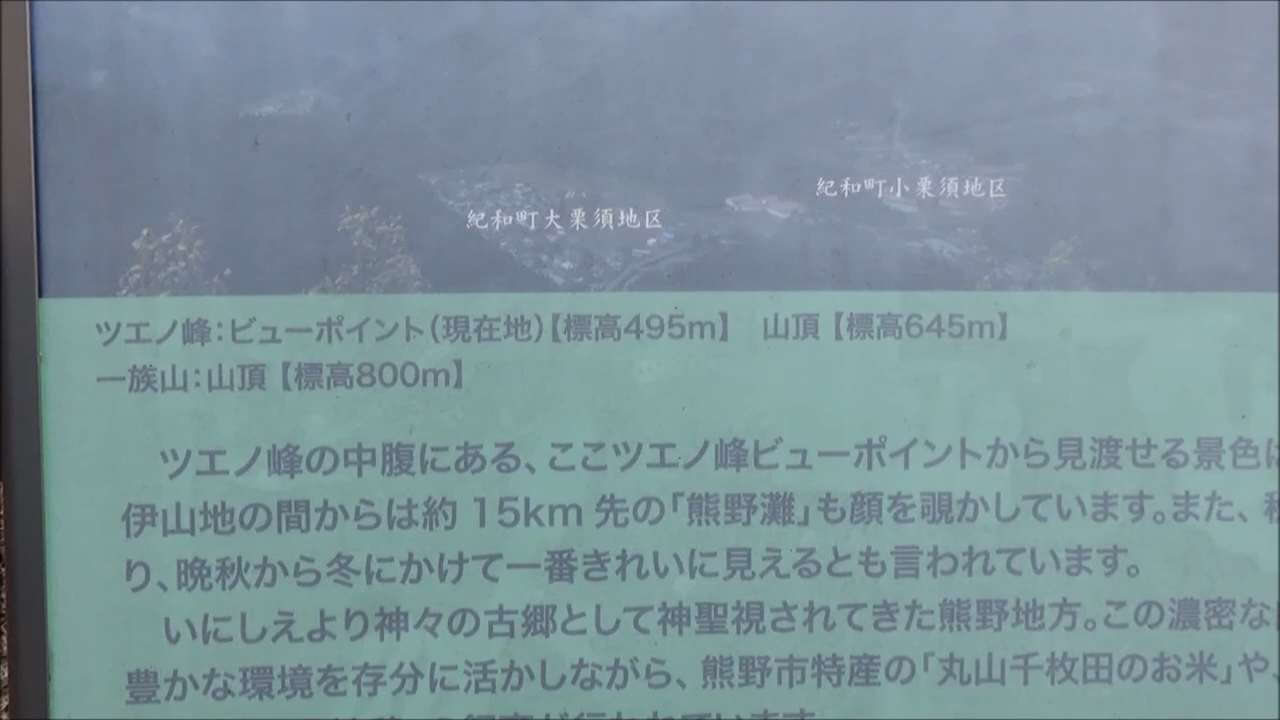 紀和町小栗須地区
紀和町大栗須地区
ツエノ峰：ビューポイント（現在地）【標高495m】　山頂【標高645m】
一族山：山頂【標高800m】
ツエノ峰の中腹にある、ここツエノ峰ビューポイントから見渡せる景色は
伊山地の間からは約15km先の「熊野灘」も顔を覗かしています。また、
り、晩秋から冬にかけて一番きれいに見えるとも言われています。
いにしえより神々の古郷として神聖視されてきた熊野地方。この濃密な
豊かな環境を存分に活かしながら、熊野市特産の「丸山千枚田のお米」や、
が行われています